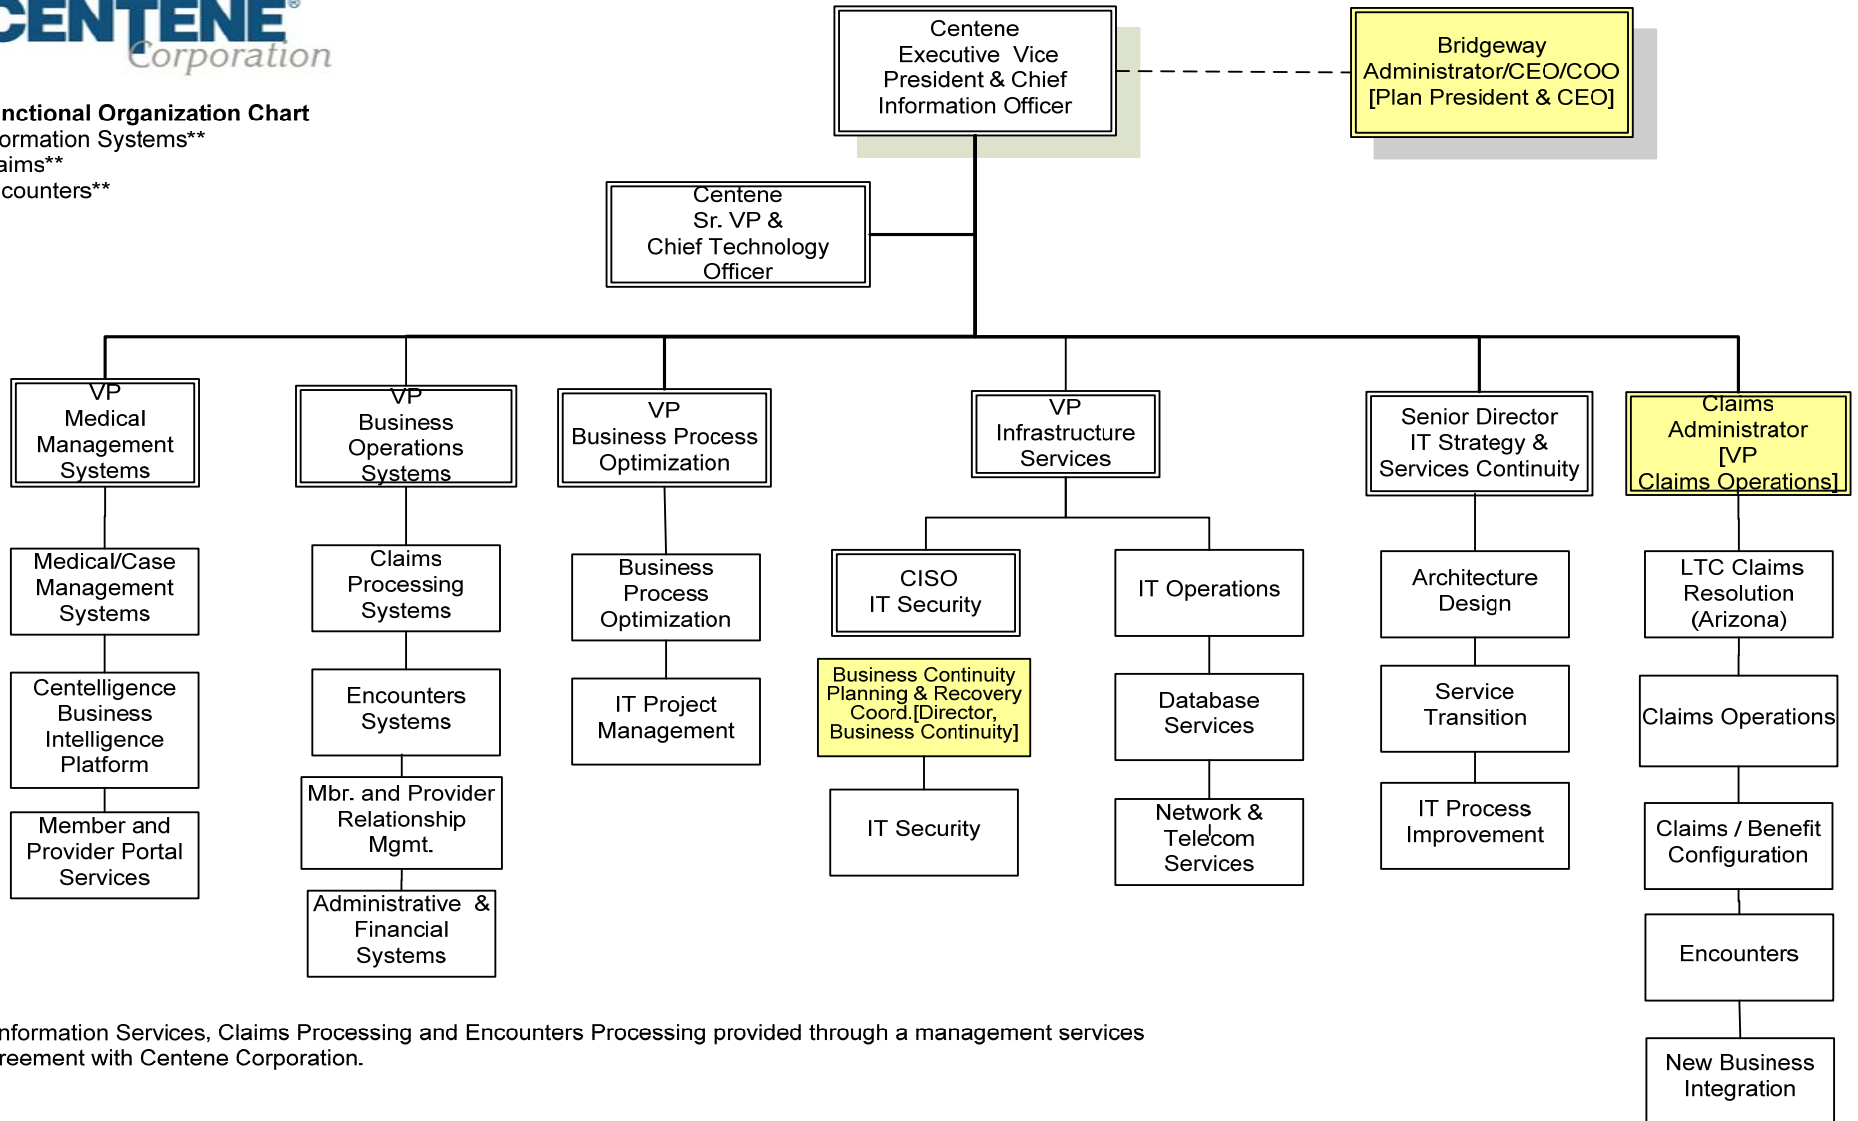 CENTENE®
Corporation
nctional Organization Chart
ormation Systems**
aims**
counters**
Centene
Executive Vice
President & Chief
Information Officer
Bridgeway
Administrator/CEO/COO
[Plan President & CEO]
Centene
Sr. VP &
Chief Technology
Officer
VP
Medical
Management
Systems
VP
Business
Operations
Systems
VP
Business Process
Optimization
VP
Infrastructure
Services
Senior Director
IT Strategy &
Services Continuity
Claims
Administrator
[VP
Claims Operations]
Medical/Case
Management
Systems
Centelligence
Business
Intelligence
Platform
Member and
Provider Portal
Services
Claims
Processing
Systems
Encounters
Systems
Mbr. and Provider
Relationship
Mgmt.
Administrative &
Financial
Systems
Business
Process
Optimization
IT Project
Management
CISO
IT Security
Business Continuity
Planning & Recovery
Coord.[Director,
Business Continuity]
IT Security
IT Operations
Database
Services
Network &
Telecom
Services
Architecture
Design
Service
Transition
IT Process
Improvement
LTC Claims
Resolution
(Arizona)
Claims Operations
Claims / Benefit
Configuration
Encounters
New Business
Integration
nformation Services, Claims Processing and Encounters Processing provided through a management services
reement with Centene Corporation.